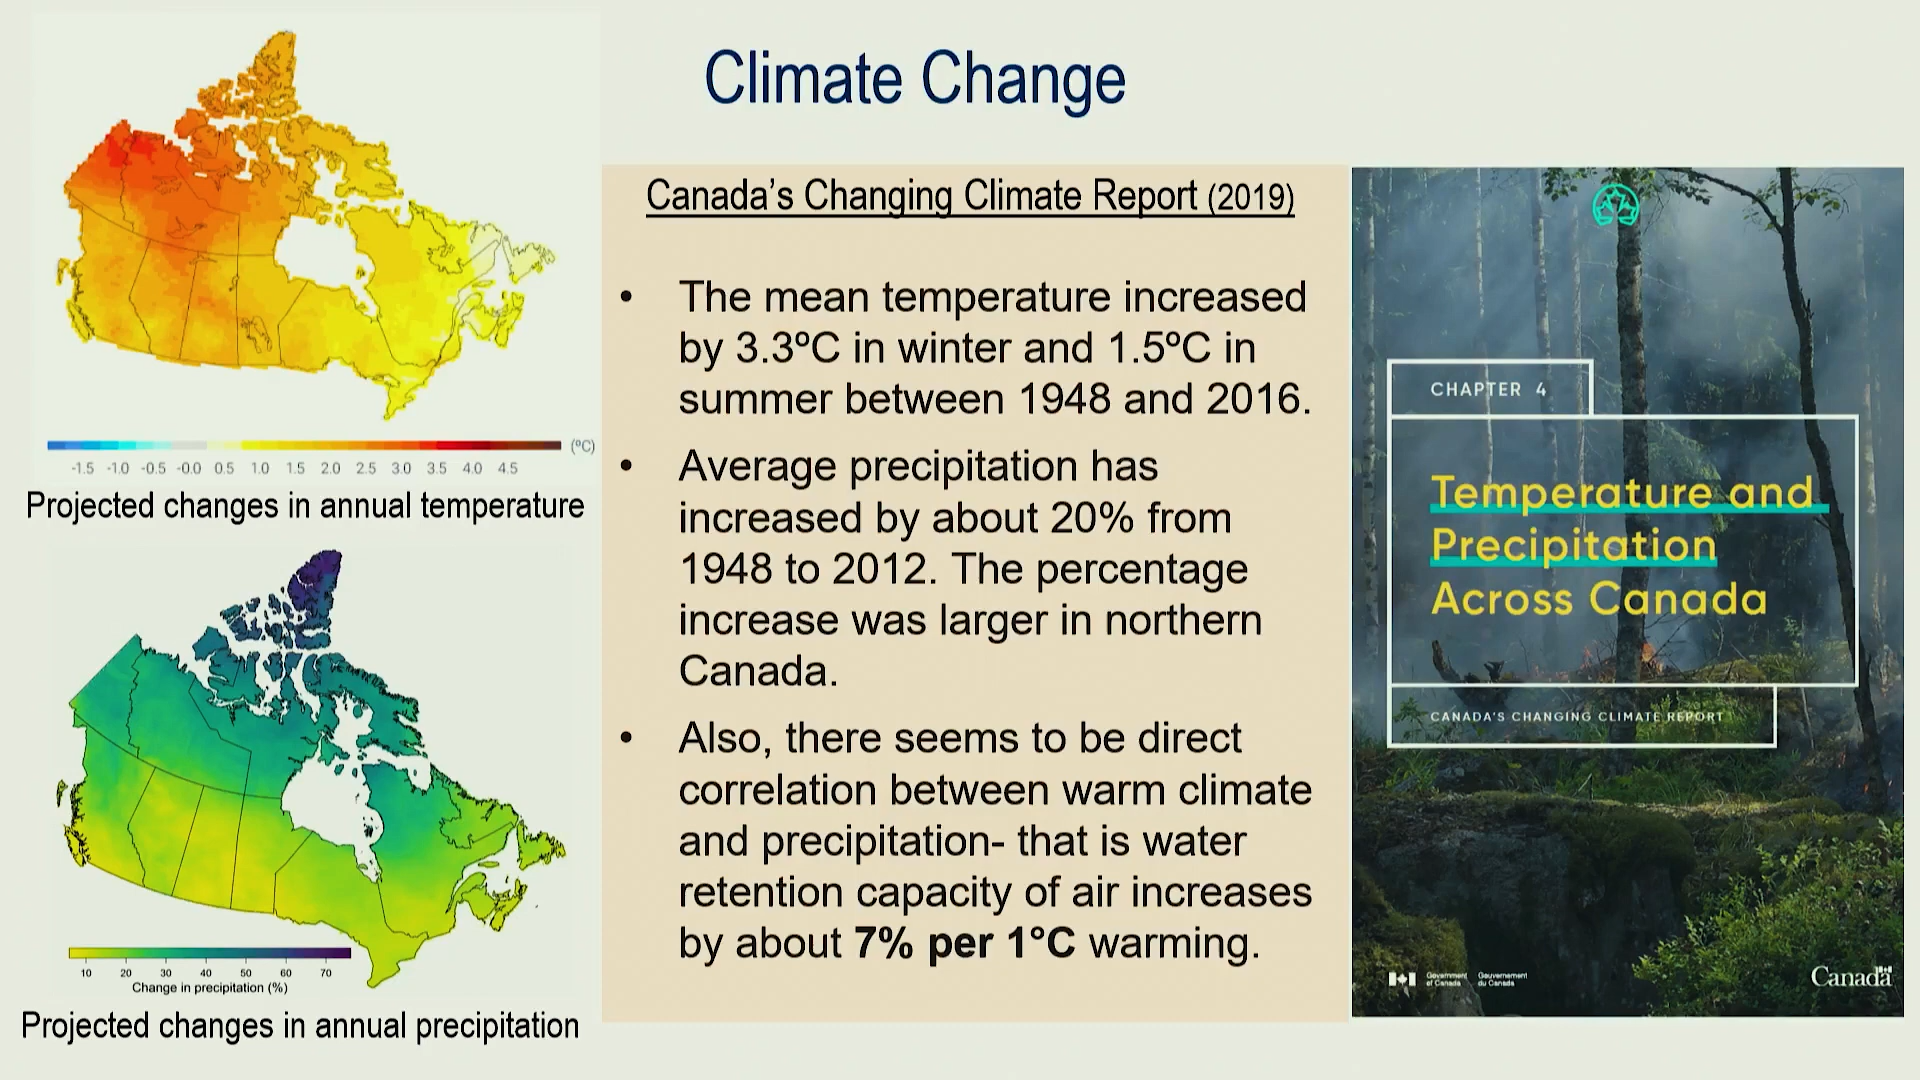 Climate Change
(ºC)
-1.5 -1.0 -0.5 -0.0 0.5 1.0 1.5 2.0 2.5 3.0 3.5 4.0 4.5
Projected changes in annual temperature
10 20 30 40 50 60 70
Change in precipitation (%)
Projected changes in annual precipitation
Canada's Changing Climate Report (2019)
• The mean temperature increased
by 3.3ºC in winter and 1.5ºC in
summer between 1948 and 2016.
• Average precipitation has
increased by about 20% from
1948 to 2012. The percentage
increase was larger in northern
Canada.
• Also, there seems to be direct
correlation between warm climate
and precipitation- that is water
retention capacity of air increases
by about 7% per 1°C warming.
CHAPTER 4
Temperature and
Precipitation
Across Canada
CANADA'S CHANGING CLIMATE REPORT
Government Gouvernement
of Canada du Canada
Canada